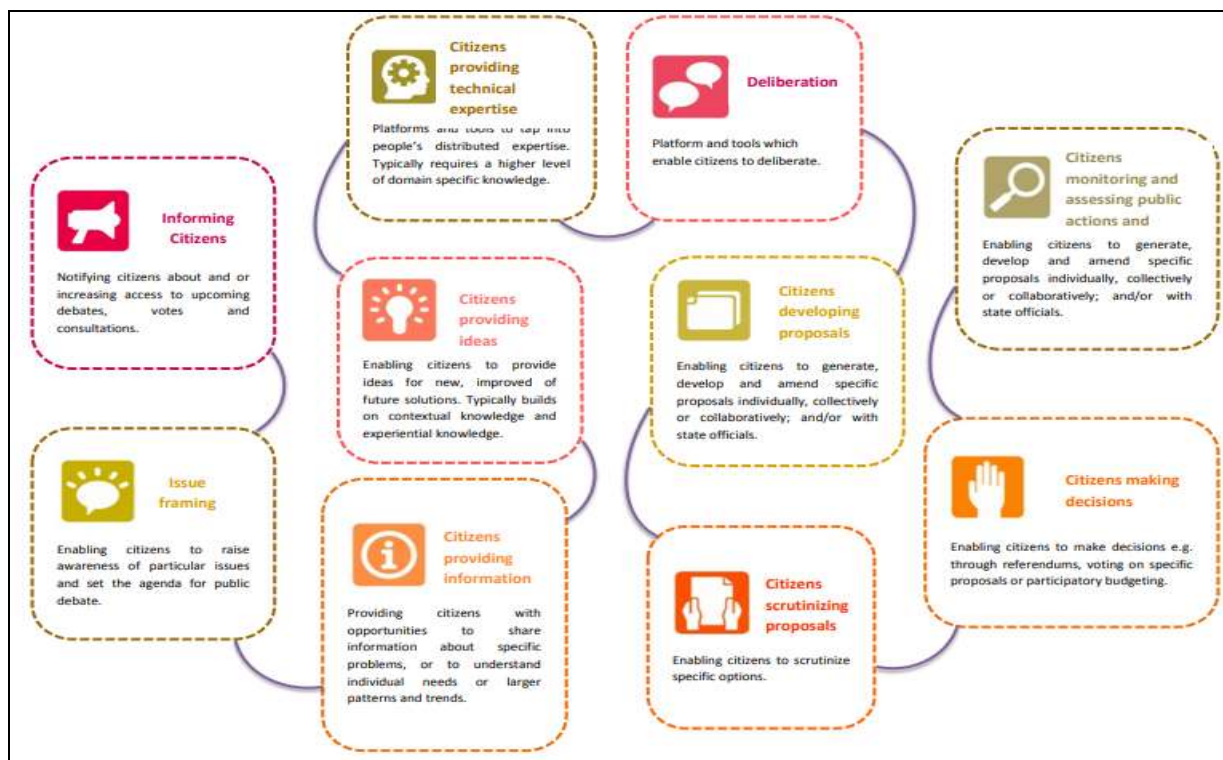 Informing
Citizens
Notifying citizens about and or
increasing access to upcoming
debates, votes and
consultations.
Issue
framing
Enabling citizens to raise
awareness of particular issues
and set the agenda for public
debate.
Citizens
providing
information
Providing citizens with
opportunities to share
information about specific
problems, or to understand
individual needs or larger
patterns and trends.
Citizens
providing
ideas
Enabling citizens to provide
ideas for new, improved of
future solutions. Typically builds
on contextual knowledge and
experiential knowledge.
Citizens
providing
technical
expertise
Platforms and tools to tap into
people's distributed expertise.
Typically requires a higher level
of domain specific knowledge.
Deliberation
Platform and tools which
enable citizens to deliberate.
Citizens
developing
proposals
Enabling citizens to generate,
develop and amend specific
proposals individually, collectively
or collaboratively; and/or with
state officials.
Citizens
scrutinizing
proposals
Enabling citizens to scrutinize
specific options.
Citizens making
decisions
Enabling citizens to make decisions e.g.
through referendums, voting on specific
proposals or participatory budgeting.
Citizens
monitoring and
assessing public
actions and
Enabling citizens to generate,
develop and amend specific
proposals individually, collectively
or collaboratively; and/or with
state officials.